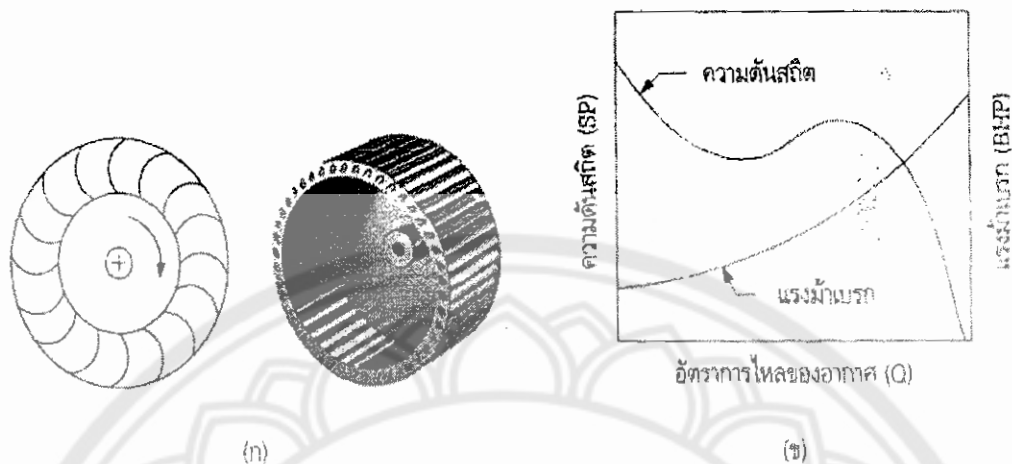 ความดันสถิต
ความดันสถิต (SP)
แรงม้าเบรก (BHP)
แรงม้าเบรก
อัตราการไหลของอากาศ (Q)
(ก)
(ข)